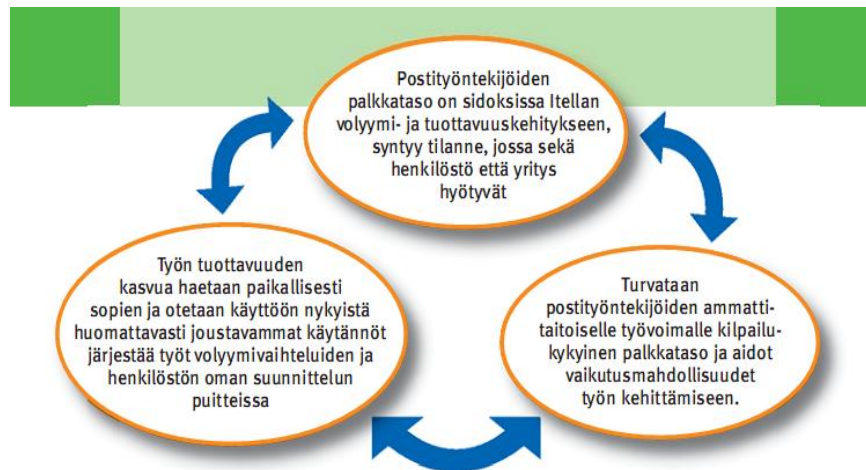 Postityöntekijöiden
palkkataso on sidoksissa Itellan
volyymi- ja tuottavuuskehitykseen,
syntyy tilanne, jossa sekä
henkilöstö että yritys
hyötyvät
Työn tuottavuuden
kasvua haetaan paikallisesti
sopien ja otetaan käyttöön nykyistä
huomattavasti joustavammat käytännöt
järjestää työt volyymivaihteluiden ja
henkilöstön oman suunnittelun
puitteissa
Turvataan
postityöntekijöiden ammatti-
taitoiselle työvoimalle kilpailu-
kykyinen palkkataso ja aidot
vaikutusmahdollisuudet
työn kehittämiseen.